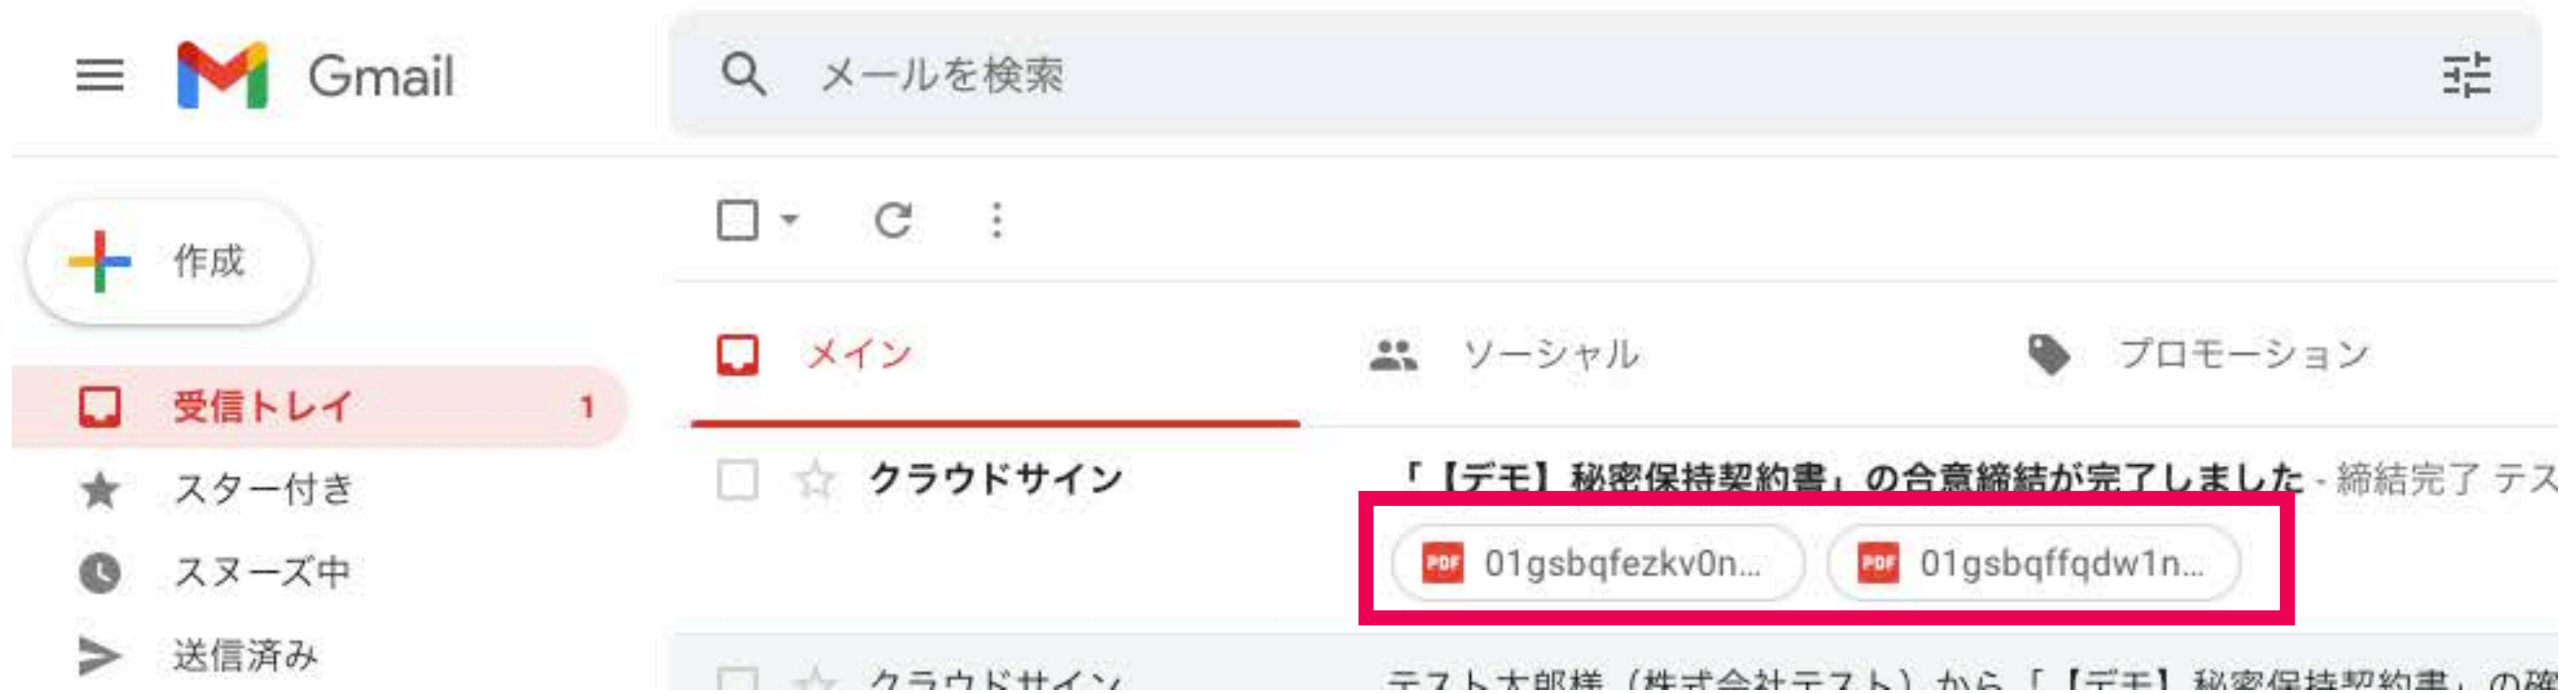 Gmail
メールを検索
作成
メイン
ソーシャル
プロモーション
受信トレイ 1
クラウドサイン
「【デモ】秘密保持契約書」の合意締結が完了しました - 締結完了 テス
スター付き
PDF 01gsbqfezkv0n...
PDF 01gsbqffqdw1n...
スヌーズ中
送信済み
クラウドサイン
テスト太郎様（株式会社テスト）から「【デモ】秘密保持契約書」の確